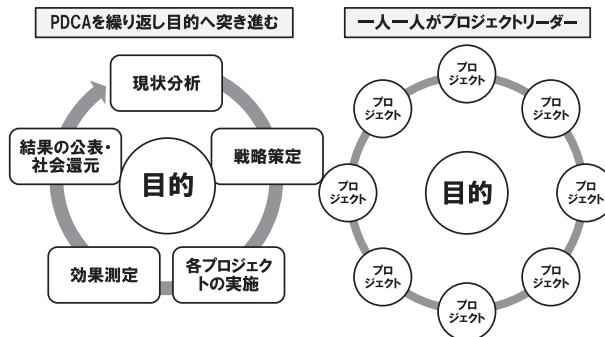 PDCAを繰り返し目的へ突き進む
現状分析
戦略策定
各プロジェク
トの実施
効果測定
結果の公表・
社会還元
目的
一人一人がプロジェクトリーダー
プロ
ジェクト
プロ
ジェクト
プロ
ジェクト
プロ
ジェクト
プロ
ジェクト
プロ
ジェクト
プロ
ジェクト
プロ
ジェクト
目的